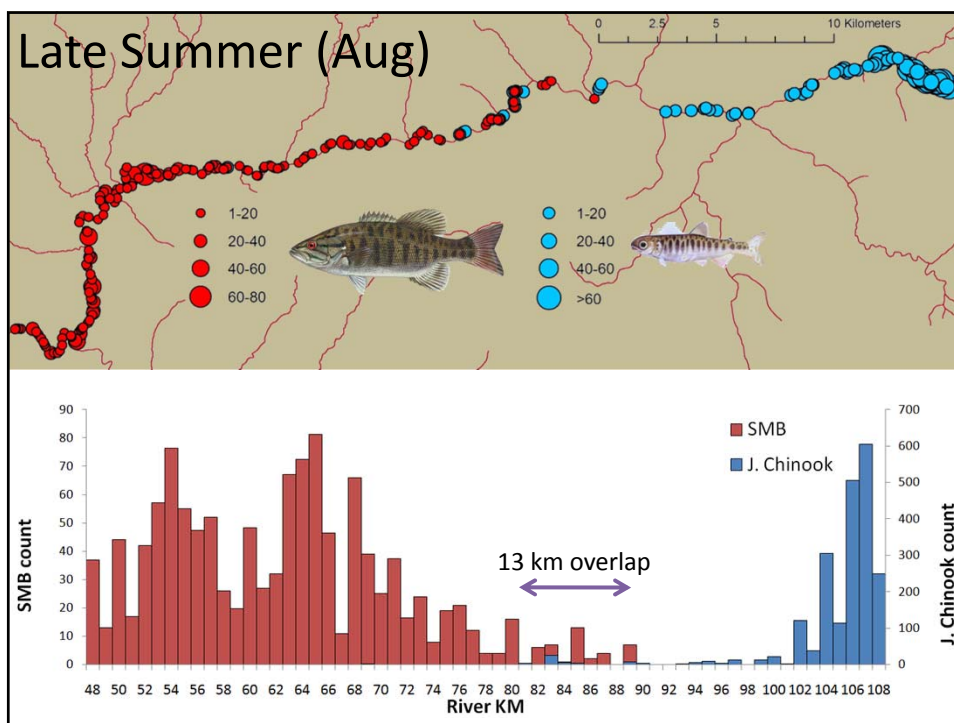 Late Summer (Aug)
0 2.5 5 10 Kilometers
1-20
20-40
40-60
60-80
1-20
20-40
40-60
>60
90
80
70
60
50
40
30
20
10
0
SMB count
SMB
J. Chinook
13 km overlap
700
600
500
400
300
200
100
0
J. Chinook count
48 50 52 54 56 58 60 62 64 66 68 70 72 74 76 78 80 82 84 86 88 90 92 94 96 98 100 102 104 106 108
River KM